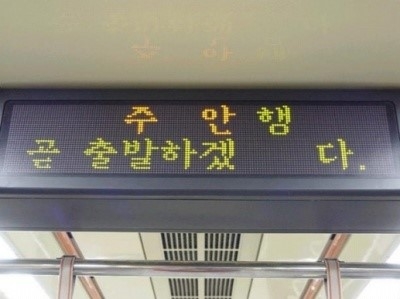 주 안 행
곧 출발하겠 다.